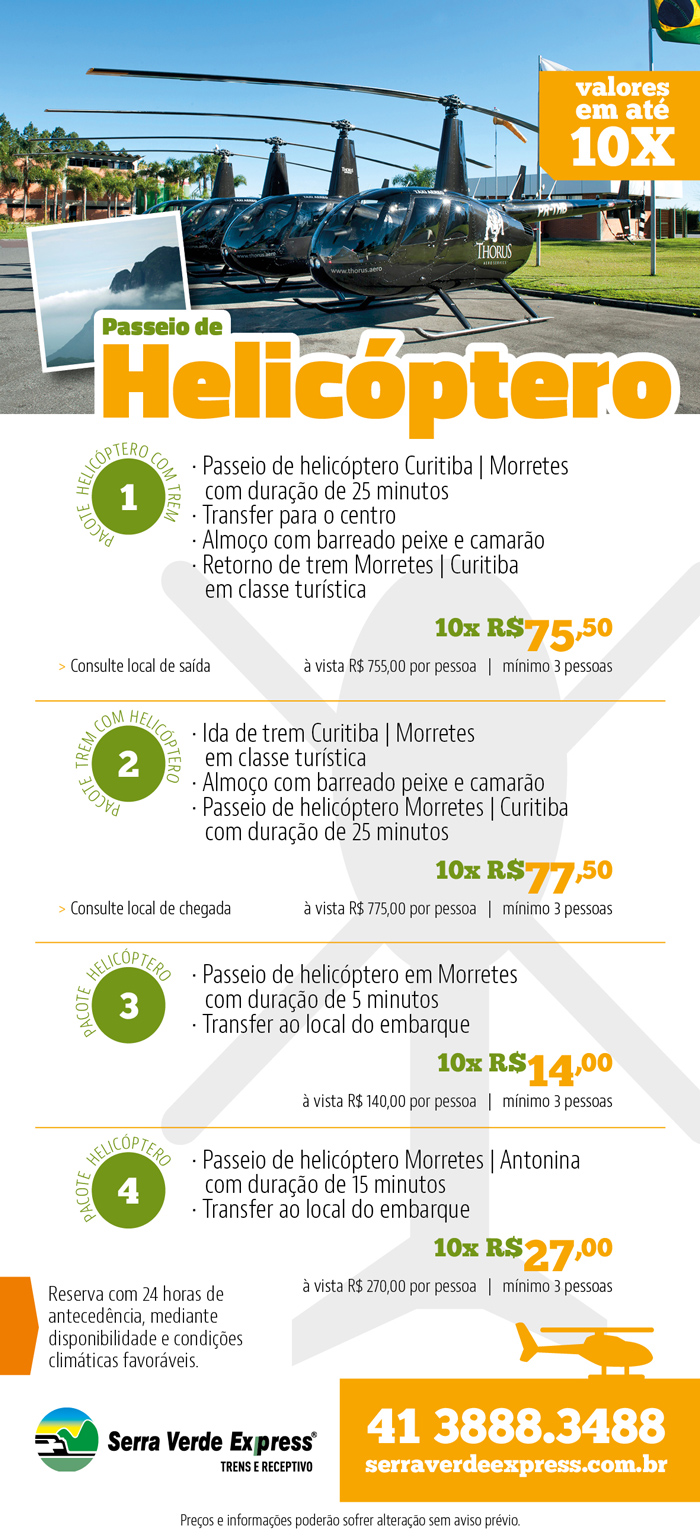 valores
em até
10X
TAXI AÉREO
PR-YMB
THORUS
www.thorus.aero
www.thorus.aero
Passeio de
Helicóptero
PACOTE HELICÓPTERO COM TREM
1
· Passeio de helicóptero Curitiba | Morretes
com duração de 25 minutos
· Transfer para o centro
· Almoço com barreado peixe e camarão
· Retorno de trem Morretes | Curitiba
em classe turística
10x R$75,50
> Consulte local de saída
à vista R$ 755,00 por pessoa | mínimo 3 pessoas
PACOTE TREM COM HELICÓPTERO
2
· Ida de trem Curitiba | Morretes
em classe turística
· Almoço com barreado peixe e camarão
· Passeio de helicóptero Morretes | Curitiba
com duração de 25 minutos
10x R$77,50
> Consulte local de chegada
à vista R$ 775,00 por pessoa | mínimo 3 pessoas
PACOTE HELICÓPTERO
3
· Passeio de helicóptero em Morretes
com duração de 5 minutos
· Transfer ao local do embarque
10x R$14,00
à vista R$ 140,00 por pessoa | mínimo 3 pessoas
PACOTE HELICÓPTERO
4
· Passeio de helicóptero Morretes | Antonina
com duração de 15 minutos
· Transfer ao local do embarque
10x R$27,00
à vista R$ 270,00 por pessoa | mínimo 3 pessoas
Reserva com 24 horas de
antecedência, mediante
disponibilidade e condições
climáticas favoráveis.
Serra Verde Express®
TRENS E RECEPTIVO
41 3888.3488
serraverdeexpress.com.br
Preços e informações poderão sofrer alteração sem aviso prévio.